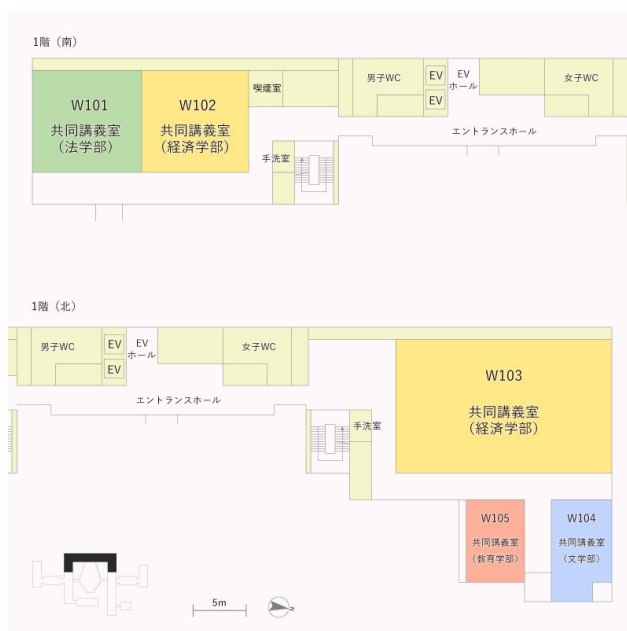 1階（南）
W101
共同講義室
（法学部）
W102
共同講義室
（経済学部）
喫煙室
男子WC
EV
EV
EV
ホール
女子WC
エントランスホール
手洗室
1階（北）
男子WC
EV
EV
EV
ホール
女子WC
エントランスホール
手洗室
W103
共同講義室
（経済学部）
W105
共同講義室
（教育学部）
W104
共同講義室
（文学部）
5m
N